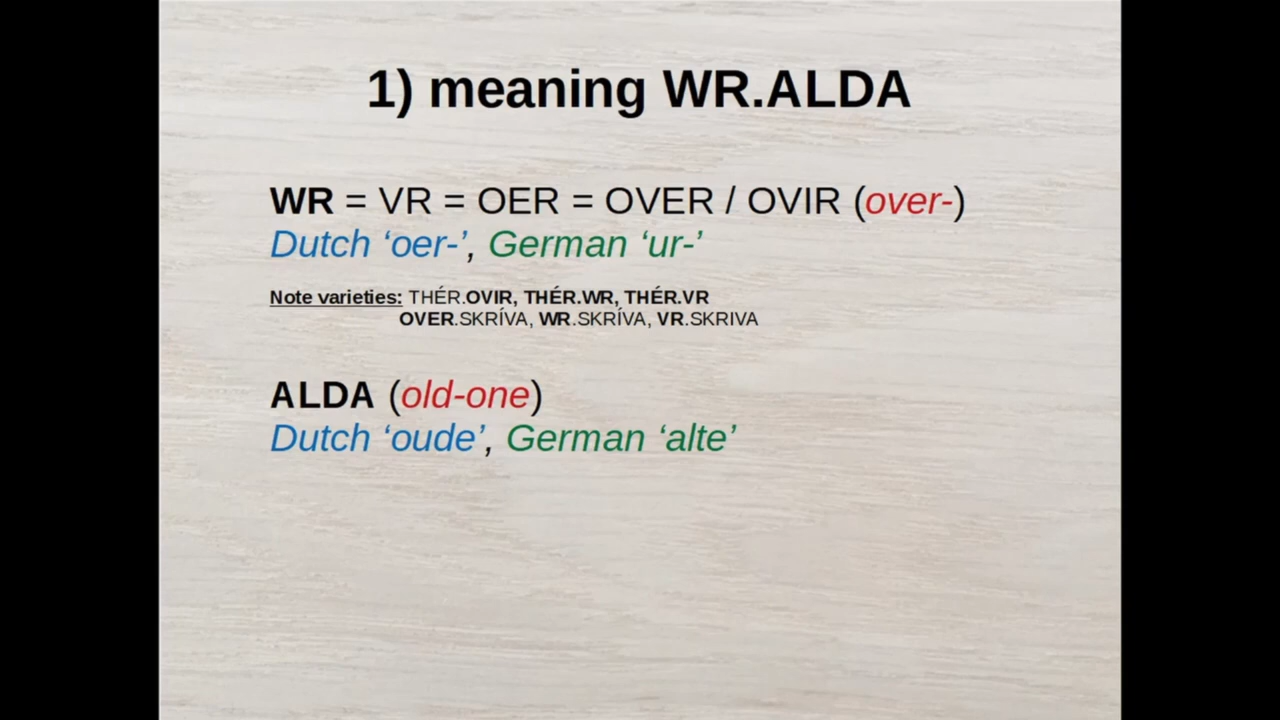 1) meaning WR.ALDA
WR = VR = OER = OVER / OVIR (over-)
Dutch ‘oer-’, German ‘ur-’
Note varieties: THÉR.OVIR, THÉR.WR, THÉR.VR
OVER.SKRÍVA, WR.SKRÍVA, VR.SKRIVA
ALDA (old-one)
Dutch ‘oude’, German ‘alte’